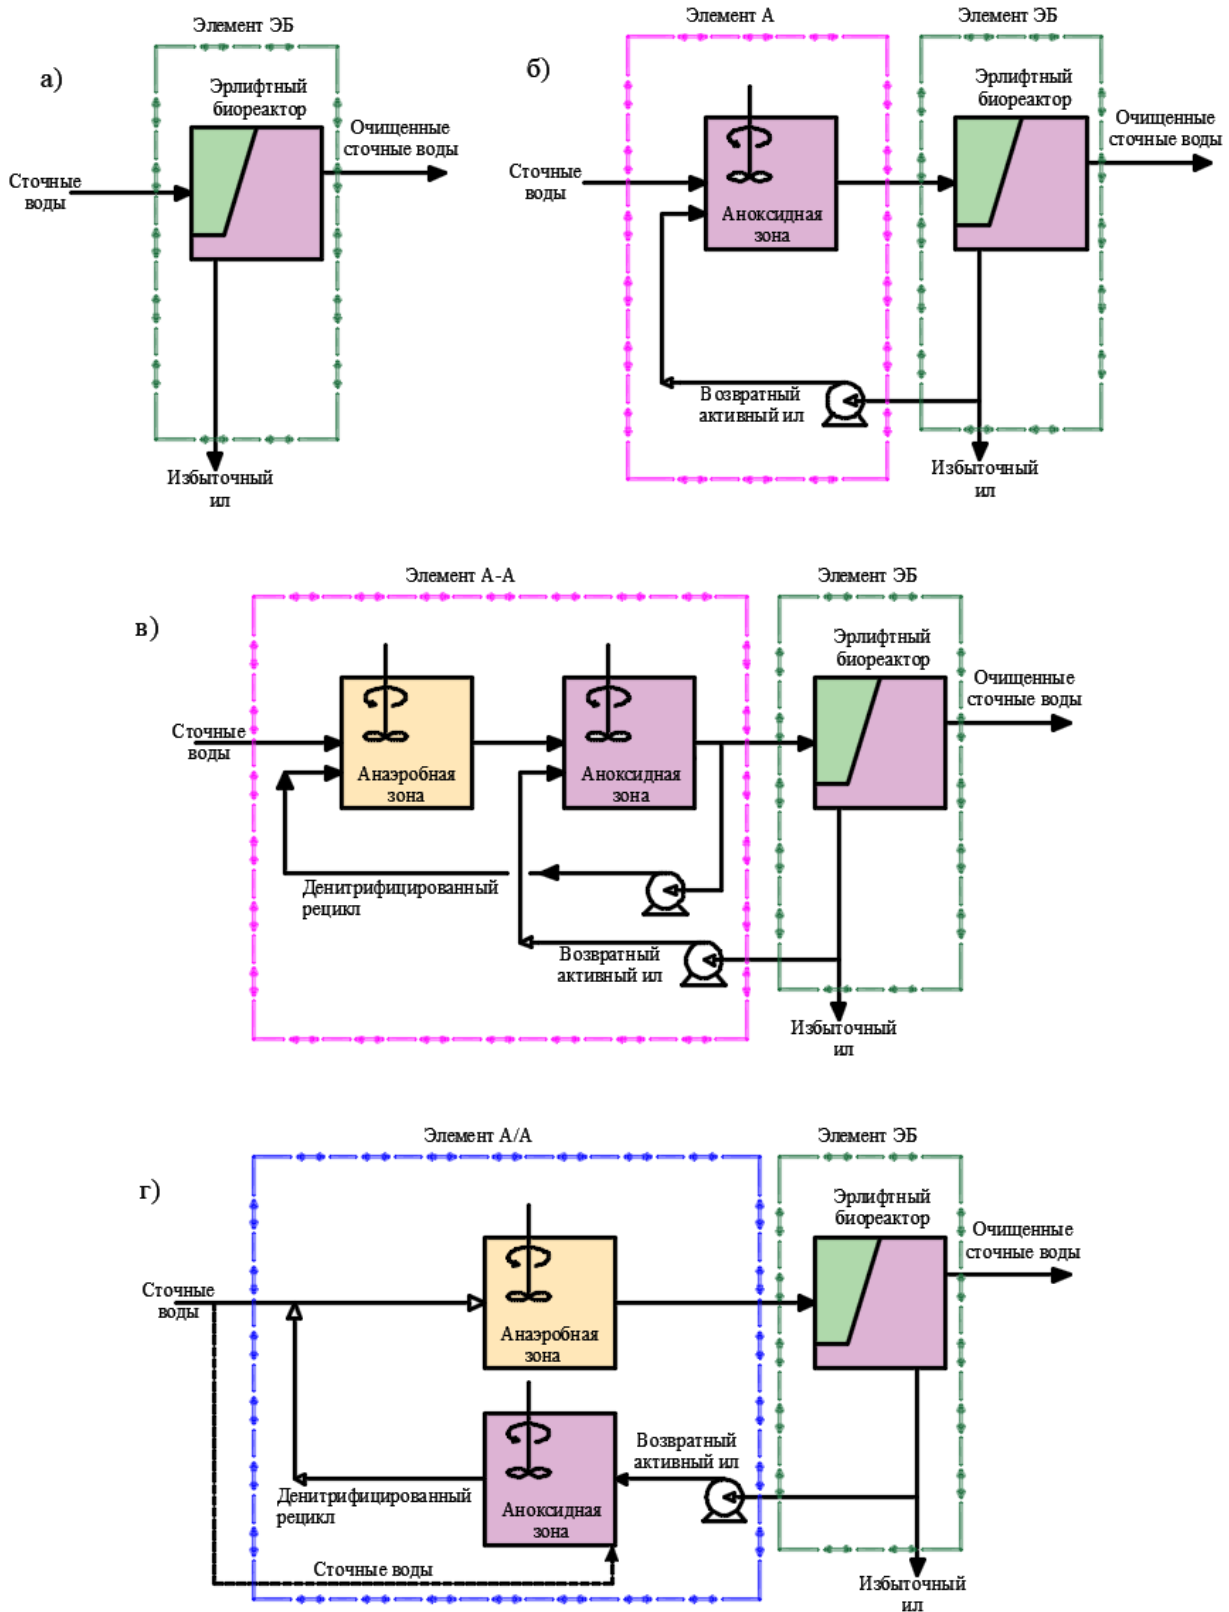 а)
Элемент ЭБ
Эрлифтный
биореактор
Сточные
воды
Очищенные
сточные воды
Избыточный
ил
б)
Элемент А
Элемент ЭБ
Сточные
воды
Аноксидная
зона
Эрлифтный
биореактор
Очищенные
сточные воды
Возвратный
активный ил
Избыточный
ил
в)
Элемент А-А
Элемент ЭБ
Сточные
воды
Анаэробная
зона
Аноксидная
зона
Эрлифтный
биореактор
Очищенные
сточные воды
Денитрифицированный
рецикл
Возвратный
активный ил
Избыточный
ил
г)
Элемент А/А
Элемент ЭБ
Сточные
воды
Анаэробная
зона
Эрлифтный
биореактор
Очищенные
сточные воды
Денитрифицированный
рецикл
Аноксидная
зона
Возвратный
активный ил
Сточные воды
Избыточный
ил